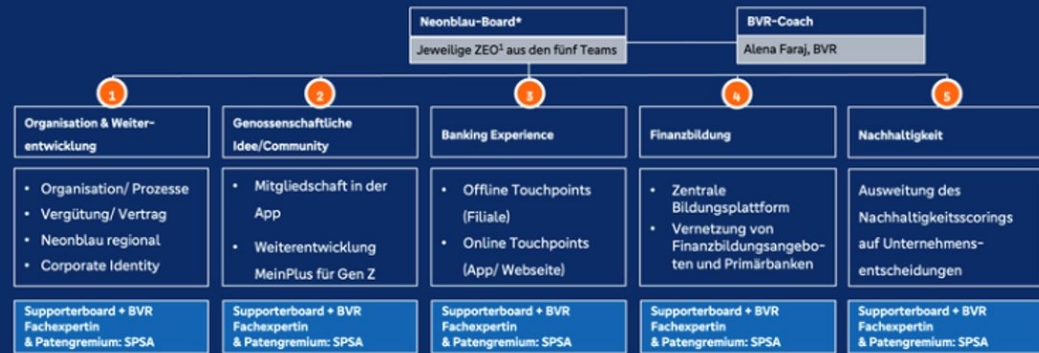 Neonblau-Board*
Jeweilige ZEO¹ aus den fünf Teams
BVR-Coach
Alena Faraj, BVR
1
Organisation & Weiter-
entwicklung
• Organisation/ Prozesse
• Vergütung/ Vertrag
• Neonblau regional
• Corporate Identity
Supporterboard + BVR
Fachexpertin
& Patengremium: SPSA
2
Genossenschaftliche
Idee/Community
• Mitgliedschaft in der
App
• Weiterentwicklung
MeinPlus für Gen Z
Supporterboard + BVR
Fachexpertin
& Patengremium: SPSA
3
Banking Experience
• Offline Touchpoints
(Filiale)
• Online Touchpoints
(App/ Webseite)
Supporterboard + BVR
Fachexpertin
& Patengremium: SPSA
4
Finanzbildung
• Zentrale
Bildungsplattform
• Vernetzung von
Finanzbildungsangebo-
ten und Primärbanken
Supporterboard + BVR
Fachexpertin
& Patengremium: SPSA
5
Nachhaltigkeit
Ausweitung des
Nachhaltigkeitsscorings
auf Unternehmens-
entscheidungen
Supporterboard + BVR
Fachexpertin
& Patengremium: SPSA